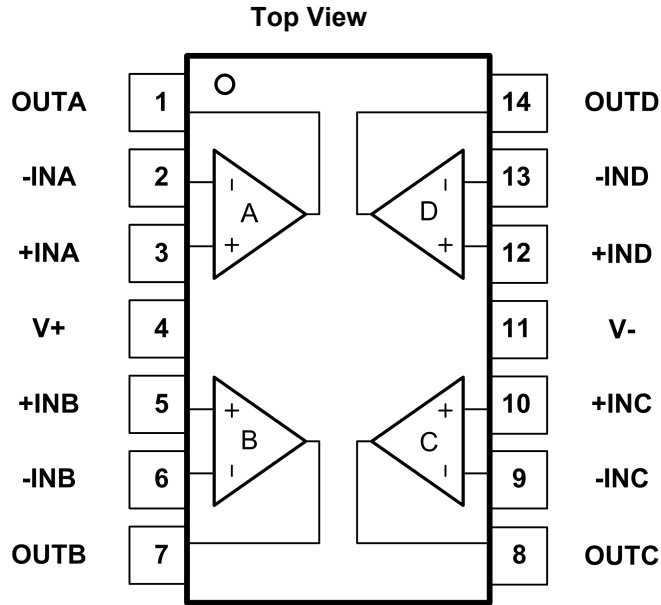 Top View
OUTA 1 14 OUTD
-INA 2 - - 13 -IND
A D
+INA 3 + + 12 +IND
V+ 4 11 V-
+INB 5 + + 10 +INC
B C
-INB 6 - - 9 -INC
OUTB 7 8 OUTC